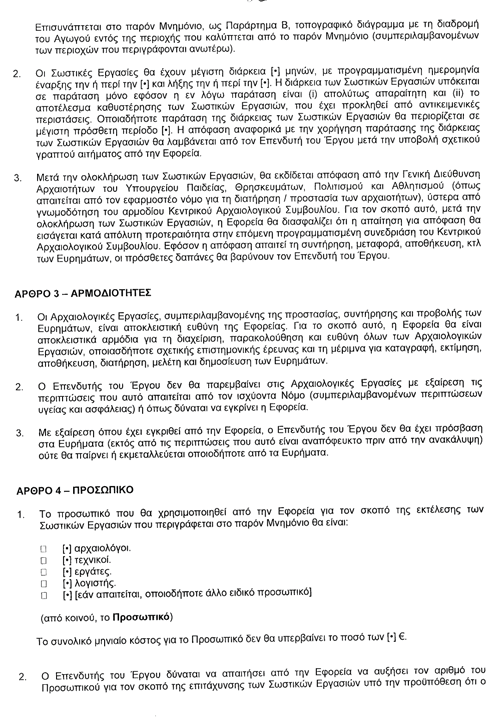 Επισυνάπτεται στο παρόν Μνημόνιο, ως Παράρτημα Β, τοπογραφικό διάγραμμα με τη διαδρομή
του Αγωγού εντός της περιοχής που καλύπτεται από το παρόν Μνημόνιο (συμπεριλαμβανομένων
των περιοχών που περιγράφονται ανωτέρω).
2. Οι Σωστικές Εργασίες θα έχουν μέγιστη διάρκεια [•] μηνών, με προγραμματισμένη ημερομηνία
έναρξης την ή περί την [•] και λήξης την ή περί την [•]. Η διάρκεια των Σωστικών Εργασιών υπόκειται
σε παράταση μόνο εφόσον η εν λόγω παράταση είναι (i) απολύτως απαραίτητη και (ii) το
αποτέλεσμα καθυστέρησης των Σωστικών Εργασιών, που έχει προκληθεί από αντικειμενικές
περιστάσεις. Οποιαδήποτε παράταση της διάρκειας των Σωστικών Εργασιών θα περιορίζεται σε
μέγιστη πρόσθετη περίοδο [•]. Η απόφαση αναφορικά με την χορήγηση παράτασης της διάρκειας
των Σωστικών Εργασιών θα λαμβάνεται από τον Επενδυτή του Έργου μετά την υποβολή σχετικού
γραπτού αιτήματος από την Εφορεία.
3. Μετά την ολοκλήρωση των Σωστικών Εργασιών, θα εκδίδεται απόφαση από την Γενική Διεύθυνση
Αρχαιοτήτων του Υπουργείου Παιδείας, Θρησκευμάτων, Πολιτισμού και Αθλητισμού (όπως
απαιτείται από τον εφαρμοστέο νόμο για τη διατήρηση / προστασία των αρχαιοτήτων), ύστερα από
γνωμοδότηση του αρμοδίου Κεντρικού Αρχαιολογικού Συμβουλίου. Για τον σκοπό αυτό, μετά την
ολοκλήρωση των Σωστικών Εργασιών, η Εφορεία θα διασφαλίζει ότι η απαίτηση για απόφαση θα
εισάγεται κατά απόλυτη προτεραιότητα στην επόμενη προγραμματισμένη συνεδρίαση του Κεντρικού
Αρχαιολογικού Συμβουλίου. Εφόσον η απόφαση απαιτεί τη συντήρηση, μεταφορά, αποθήκευση, κτλ
των Ευρημάτων, οι πρόσθετες δαπάνες θα βαρύνουν τον Επενδυτή του Έργου.
ΑΡΘΡΟ 3 – ΑΡΜΟΔΙΟΤΗΤΕΣ
1. Οι Αρχαιολογικές Εργασίες, συμπεριλαμβανομένης της προστασίας, συντήρησης και προβολής των
Ευρημάτων, είναι αποκλειστική ευθύνη της Εφορείας. Για το σκοπό αυτό, η Εφορεία θα είναι
αποκλειστικά αρμόδια για τη διαχείριση, παρακολούθηση και ευθύνη όλων των Αρχαιολογικών
Εργασιών, οποιασδήποτε σχετικής επιστημονικής έρευνας και τη μέριμνα για καταγραφή, εκτίμηση,
αποθήκευση, διατήρηση, μελέτη και δημοσίευση των Ευρημάτων.
2. Ο Επενδυτής του Έργου δεν θα παρεμβαίνει στις Αρχαιολογικές Εργασίες με εξαίρεση τις
περιπτώσεις που αυτό απαιτείται από τον ισχύοντα Νόμο (συμπεριλαμβανομένων περιπτώσεων
υγείας και ασφάλειας) ή όπως δύναται να εγκρίνει η Εφορεία.
3. Με εξαίρεση όπου έχει εγκριθεί από την Εφορεία, ο Επενδυτής του Έργου δεν θα έχει πρόσβαση
στα Ευρήματα (εκτός από τις περιπτώσεις που αυτό είναι αναπόφευκτο πριν από την ανακάλυψη)
ούτε θα παίρνει ή εκμεταλλεύεται οποιοδήποτε από τα Ευρήματα.
ΑΡΘΡΟ 4 – ΠΡΟΣΩΠΙΚΟ
1. Το προσωπικό που θα χρησιμοποιηθεί από την Εφορεία για τον σκοπό της εκτέλεσης των
Σωστικών Εργασιών που περιγράφεται στο παρόν Μνημόνιο θα είναι:
☐ [•] αρχαιολόγοι.
☐ [•] τεχνικοί.
☐ [•] εργάτες.
☐ [•] λογιστής.
☐ [•] [εάν απαιτείται, οποιοδήποτε άλλο ειδικό προσωπικό]
(από κοινού, το Προσωπικό)
Το συνολικό μηνιαίο κόστος για το Προσωπικό δεν θα υπερβαίνει το ποσό των [•] €.
2. Ο Επενδυτής του Έργου δύναται να απαιτήσει από την Εφορεία να αυξήσει τον αριθμό του
Προσωπικού για τον σκοπό της επιτάχυνσης των Σωστικών Εργασιών υπό την προϋπόθεση ότι ο